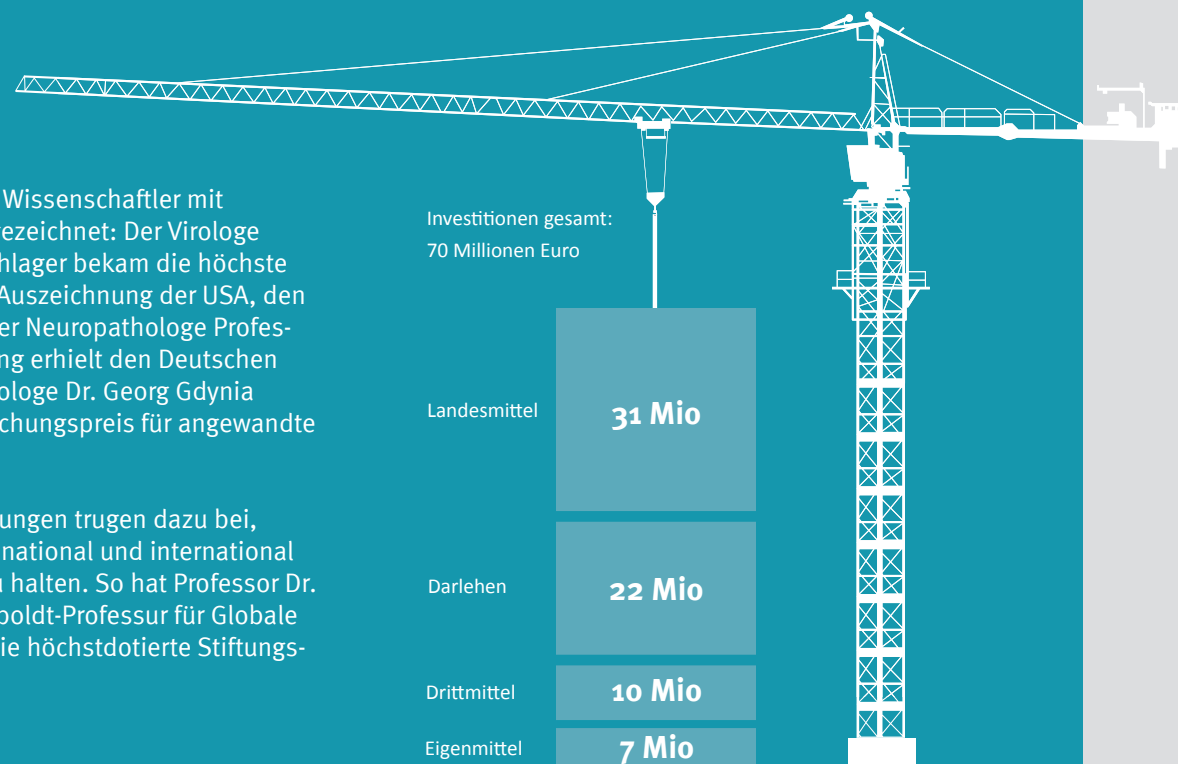 Wissenschaftler mit
ezeichnet: Der Virologe
hlager bekam die höchste
Auszeichnung der USA, den
er Neuropathologe Profes-
ng erhielt den Deutschen
ologe Dr. Georg Gdynia
chungspreis für angewandte
ungen trugen dazu bei,
national und international
u halten. So hat Professor Dr.
boldt-Professur für Globale
ie höchstdotierte Stiftungs-
Investitionen gesamt:
70 Millionen Euro
Landesmittel 31 Mio
Darlehen 22 Mio
Drittmittel 10 Mio
Eigenmittel 7 Mio